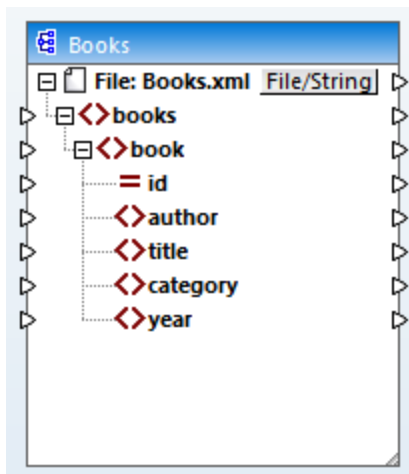 Books
File: Books.xml File/String
books
book
id
author
title
category
year